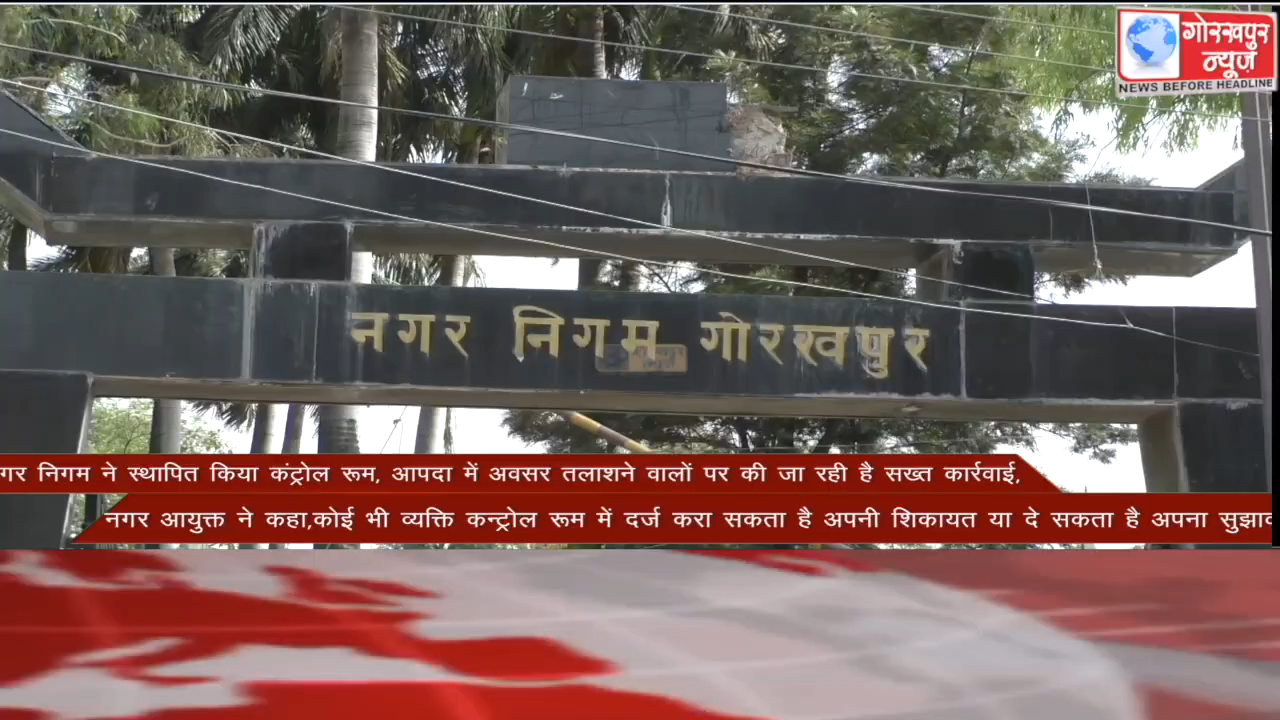 गोरखपुर
न्यूज़
NEWS BEFORE HEADLINE
नगर निगम गोरखपुर
निगम ने स्थापित किया कंट्रोल रूम, आपदा में अवसर तलाशने वालों पर की जा रही है सख्त कार्रवाई,
नगर आयुक्त ने कहा,कोई भी व्यक्ति कन्ट्रोल रूम में दर्ज करा सकता है अपनी शिकायत या दे सकता है अपना